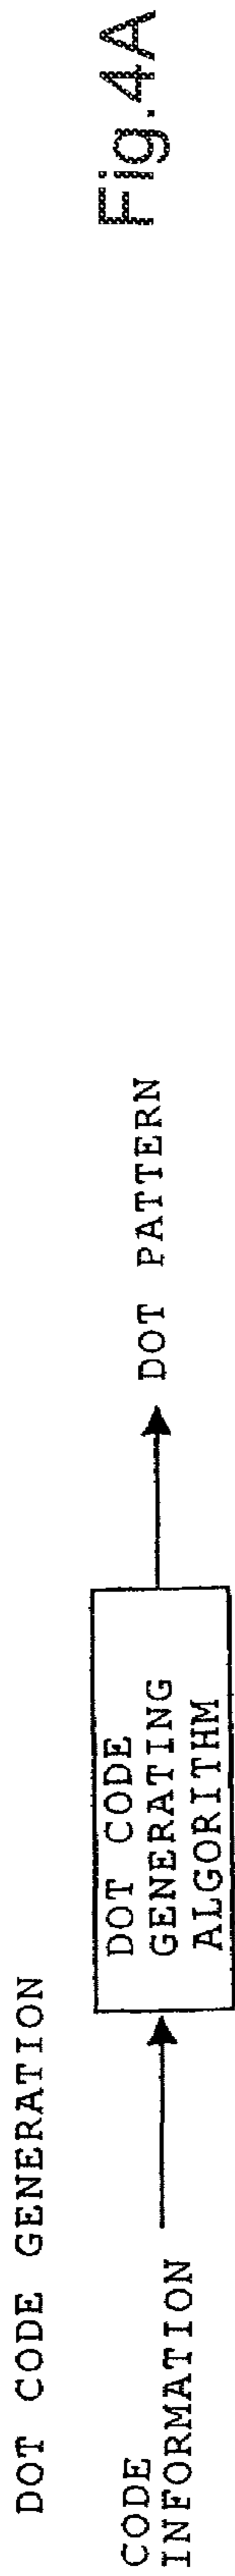 Fig.4A
DOT CODE GENERATION
CODE
INFORMATION
DOT CODE
GENERATING
ALGORITHM
DOT PATTERN